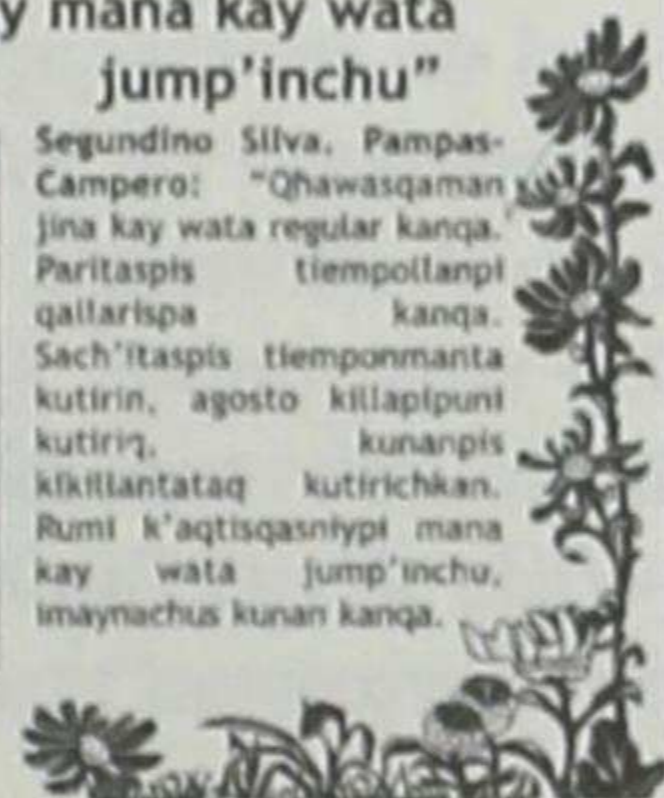 y mana kay wata
jump'inchu”
Segundino Silva. Pampas-
Campero: “Qhawasqaman
jina kay wata regular kanqa.
Paritaspis tiempollanpi
qallarispa kanqa.
Sach'itaspis tiemponmanta
kutirin, agosto killapipuni
kutiriq, kunanpis
kikillantataq kutirichkan.
Rumi k'aqtisqasniypi mana
kay wata jump'inchu,
imaynachus kunan kanqa.